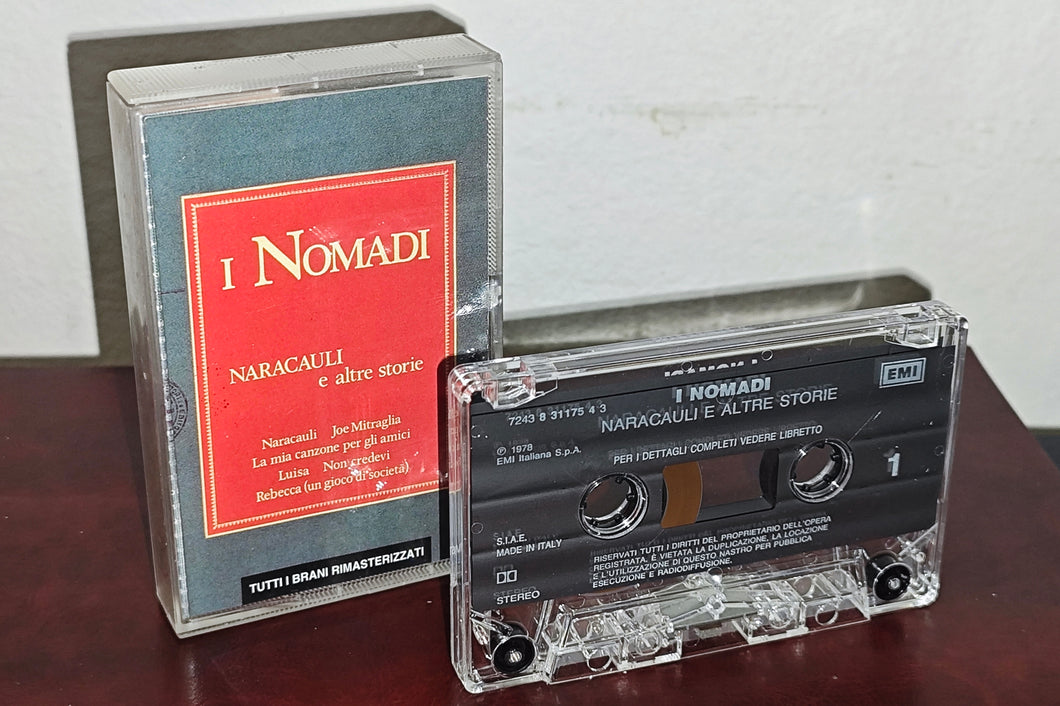 I NOMADI
NARACAULI
e altre storie
Naracauli Joe Mitraglia
La mia canzone per gli amici
Luisa Non credevi
Rebecca (un gioco di società)
TUTTI I BRANI RIMASTERIZZATI
I NOMADI
EMI
7243 8 31175 4 3
NARACAULI E ALTRE STORIE
℗ 1978
EMI Italiana S.p.A.
PER I DETTAGLI COMPLETI VEDERE LIBRETTO
1
S.I.A.E.
MADE IN ITALY
STEREO
RISERVATI TUTTI I DIRITTI DEL PROPRIETARIO DELL'OPERA
REGISTRATA. È VIETATA LA DUPLICAZIONE, LA LOCAZIONE
E L'UTILIZZAZIONE DI QUESTO NASTRO PER PUBBLICA
ESECUZIONE E RADIODIFFUSIONE.